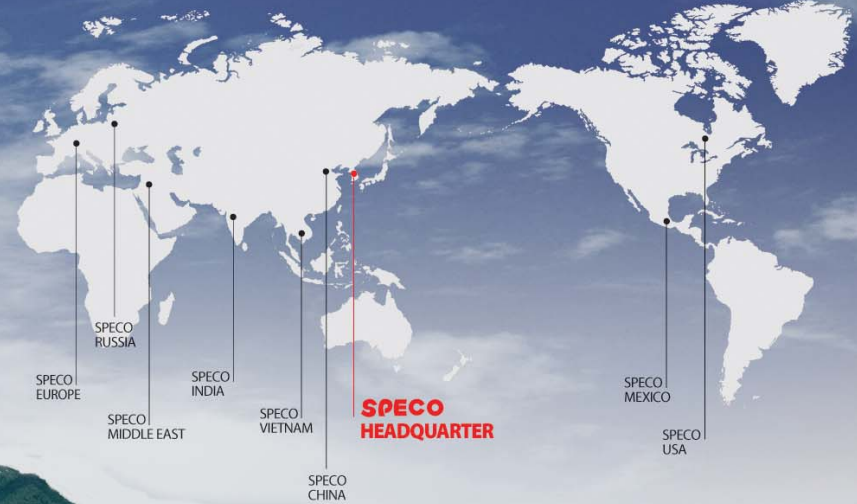 SPECO
RUSSIA
SPECO
EUROPE
SPECO
MIDDLE EAST
SPECO
INDIA
SPECO
VIETNAM
SPECO
CHINA
SPECO
HEADQUARTER
SPECO
MEXICO
SPECO
USA